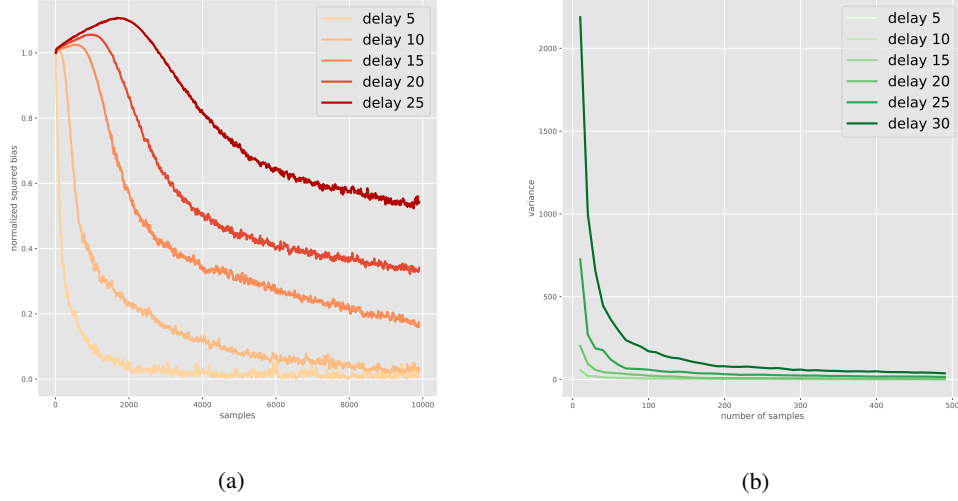 delay 5
delay 10
delay 15
delay 20
delay 25
1.0
0.8
0.6
0.4
0.2
0.0
normalized squared bias
0
2000
4000
6000
8000
10000
samples
(a)
delay 5
delay 10
delay 15
delay 20
delay 25
delay 30
2000
1500
1000
500
0
variance
0
100
200
300
400
500
number of samples
(b)